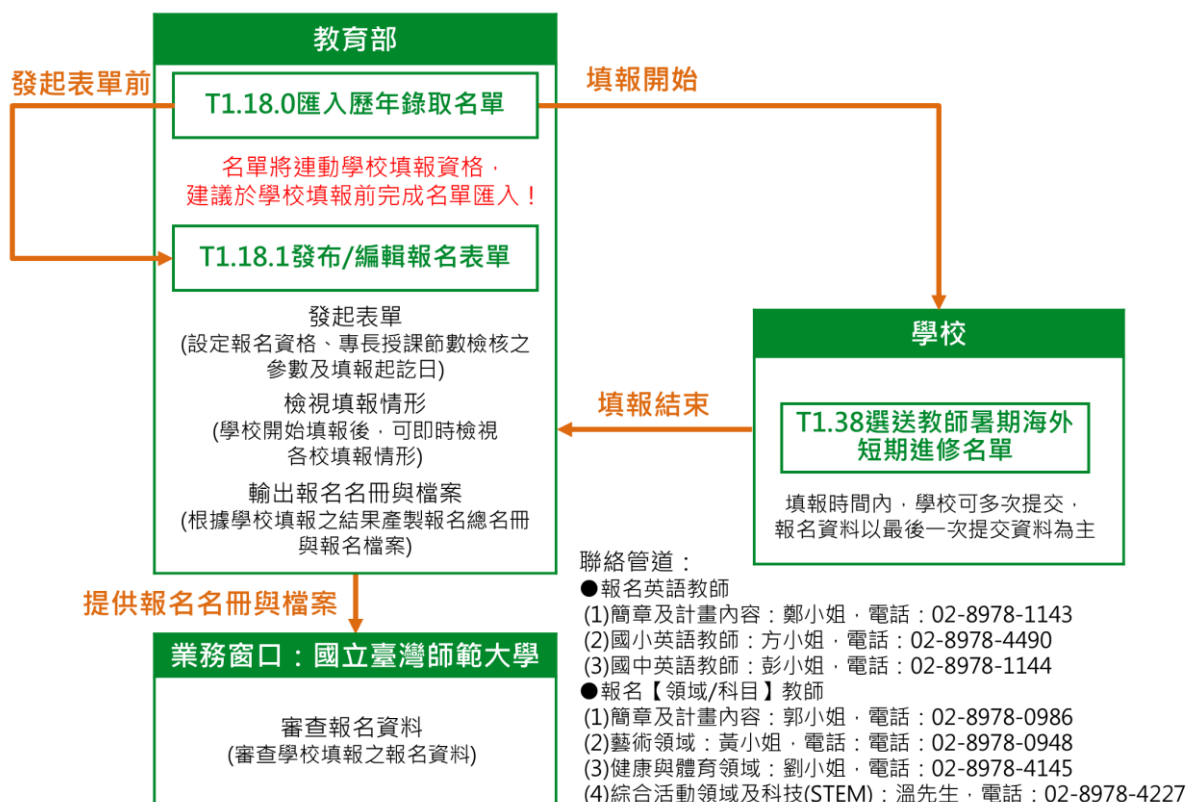 教育部
發起表單前
填報開始
T1.18.0匯入歷年錄取名單
名單將連動學校填報資格，
建議於學校填報前完成名單匯入！
T1.18.1發布/編輯報名表單
發起表單
(設定報名資格、專長授課節數檢核之
參數及填報起訖日)
檢視填報情形
(學校開始填報後，可即時檢視
各校填報情形)
輸出報名名冊與檔案
(根據學校填報之結果產製報名總名冊
與報名檔案)
填報結束
學校
T1.38選送教師暑期海外
短期進修名單
填報時間內，學校可多次提交，
報名資料以最後一次提交資料為主
提供報名名冊與檔案
業務窗口：國立臺灣師範大學
審查報名資料
(審查學校填報之報名資料)
聯絡管道：
●報名英語教師
(1)簡章及計畫內容：鄭小姐，電話：02-8978-1143
(2)國小英語教師：方小姐，電話：02-8978-4490
(3)國中英語教師：彭小姐，電話：02-8978-1144
●報名【領域/科目】教師
(1)簡章及計畫內容：郭小姐，電話：02-8978-0986
(2)藝術領域：黃小姐，電話：電話：02-8978-0948
(3)健康與體育領域：劉小姐，電話：02-8978-4145
(4)綜合活動領域及科技(STEM)：溫先生，電話：02-8978-4227